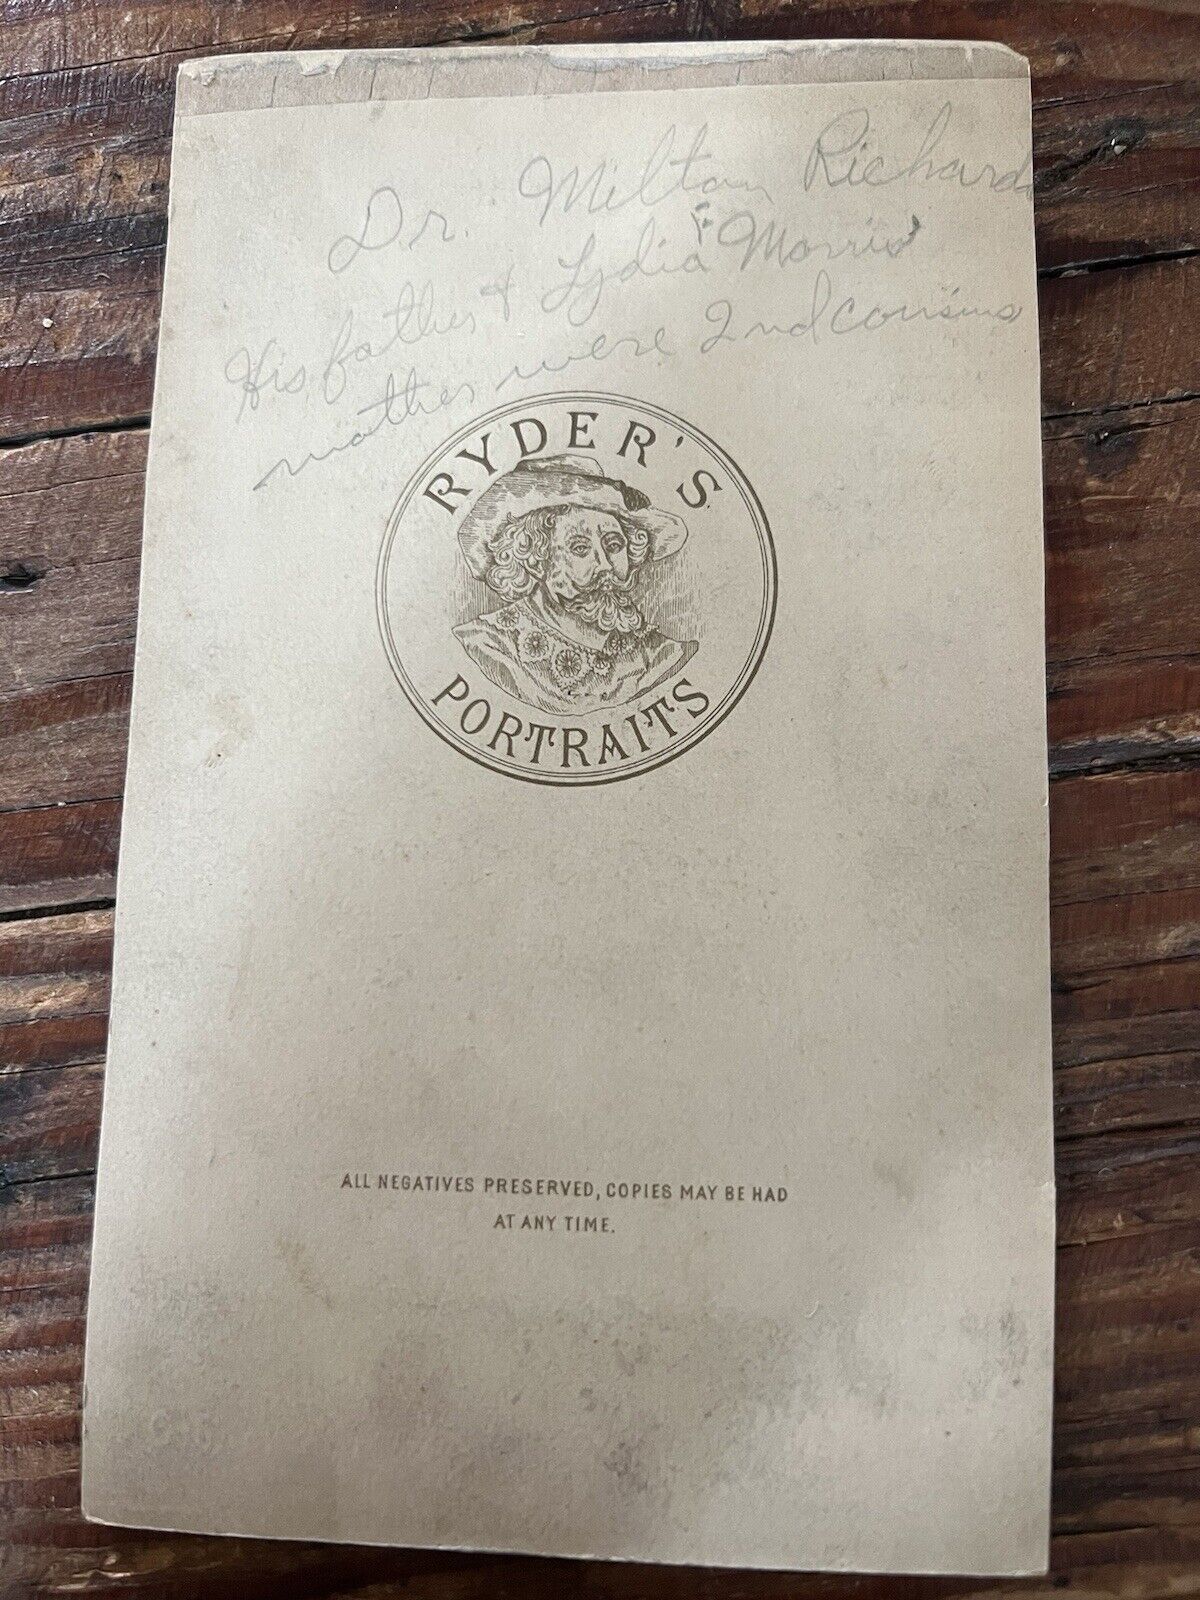 Dr. Milton Richards
His father & Lydia Morris'
mother were 2nd cousins
RYDER'S
PORTRAITS
ALL NEGATIVES PRESERVED, COPIES MAY BE HAD
AT ANY TIME.